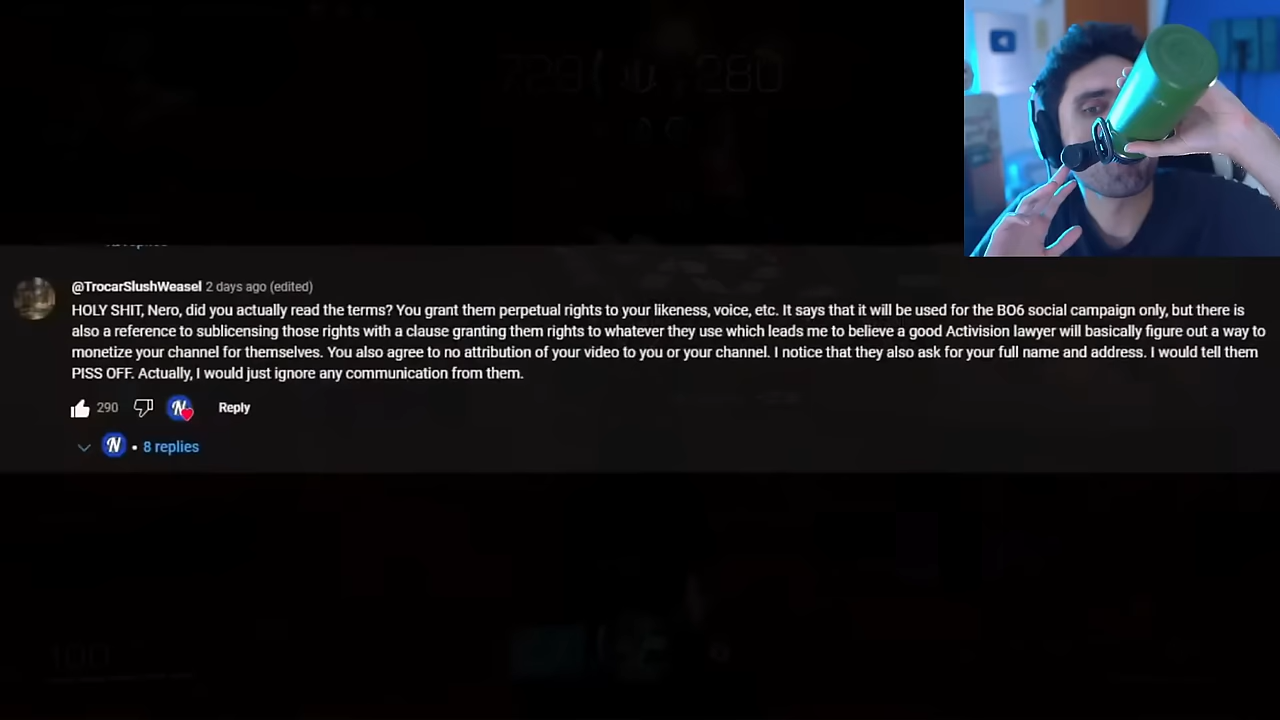 @TrocarSlushWeasel 2 days ago (edited)
HOLY SHIT, Nero, did you actually read the terms? You grant them perpetual rights to your likeness, voice, etc. It says that it will be used for the BO6 social campaign only, but there is
also a reference to sublicensing those rights with a clause granting them rights to whatever they use which leads me to believe a good Activision lawyer will basically figure out a way to
monetize your channel for themselves. You also agree to no attribution of your video to you or your channel. I notice that they also ask for your full name and address. I would tell them
PISS OFF. Actually, I would just ignore any communication from them.
290 N Reply
N • 8 replies